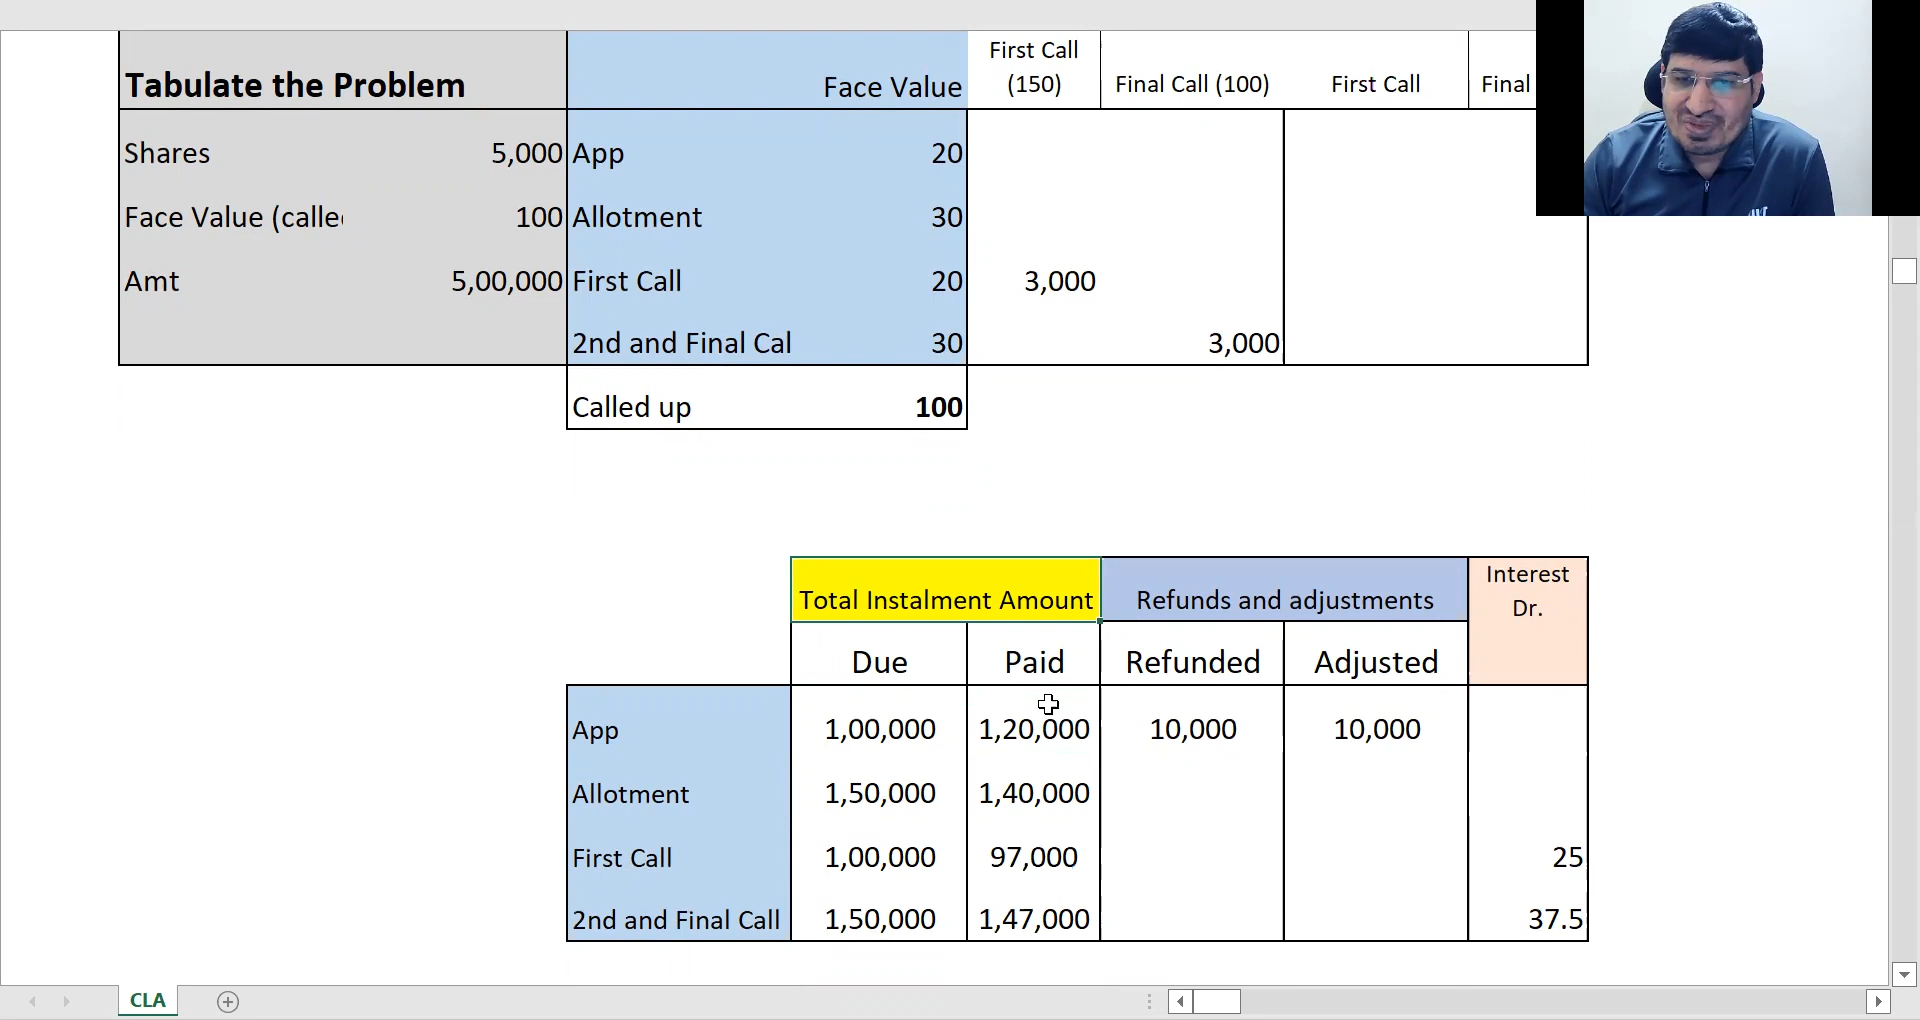 Tabulate the Problem Face Value First Call (150) Final Call (100) First Call Final
Shares 5,000 App 20
Face Value (calle 100 Allotment 30
Amt 5,00,000 First Call 20 3,000
2nd and Final Cal 30 3,000
Called up 100
Total Instalment Amount Refunds and adjustments Interest Dr.
Due Paid Refunded Adjusted
App 1,00,000 1,20,000 10,000 10,000
Allotment 1,50,000 1,40,000
First Call 1,00,000 97,000 25
2nd and Final Call 1,50,000 1,47,000 37.5
CLA